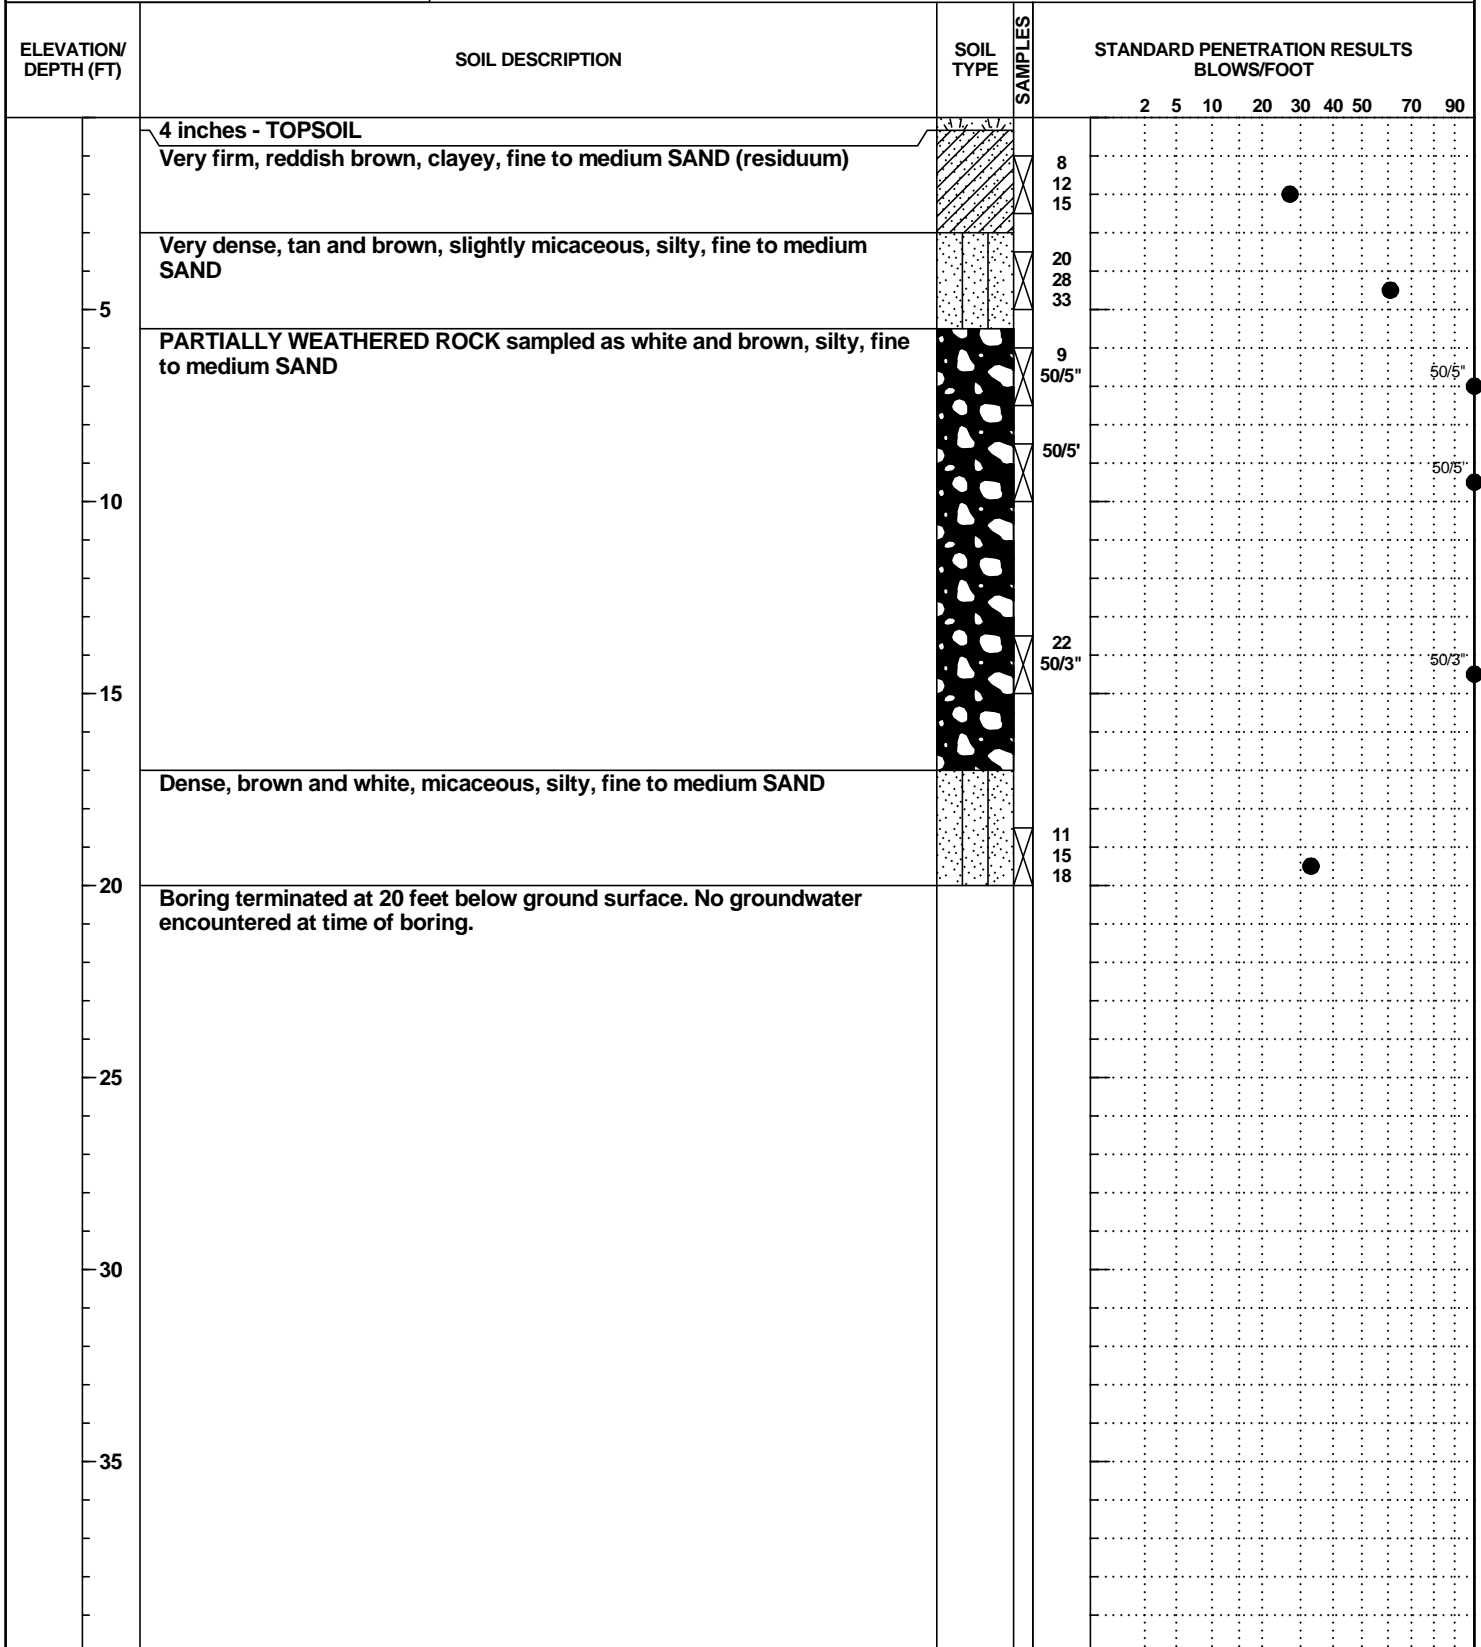 ELEVATION/
DEPTH (FT)
SOIL DESCRIPTION
SOIL
TYPE
SAMPLES
STANDARD PENETRATION RESULTS
BLOWS/FOOT
2 5 10 20 30 40 50 70 90
4 inches - TOPSOIL
Very firm, reddish brown, clayey, fine to medium SAND (residuum)
8
12
15
Very dense, tan and brown, slightly micaceous, silty, fine to medium
SAND
20
28
33
5
PARTIALLY WEATHERED ROCK sampled as white and brown, silty, fine
to medium SAND
9
50/5"
50/5"
50/5'
50/5'
10
22
50/3"
50/3"
15
Dense, brown and white, micaceous, silty, fine to medium SAND
11
15
18
20
Boring terminated at 20 feet below ground surface. No groundwater
encountered at time of boring.
25
30
35